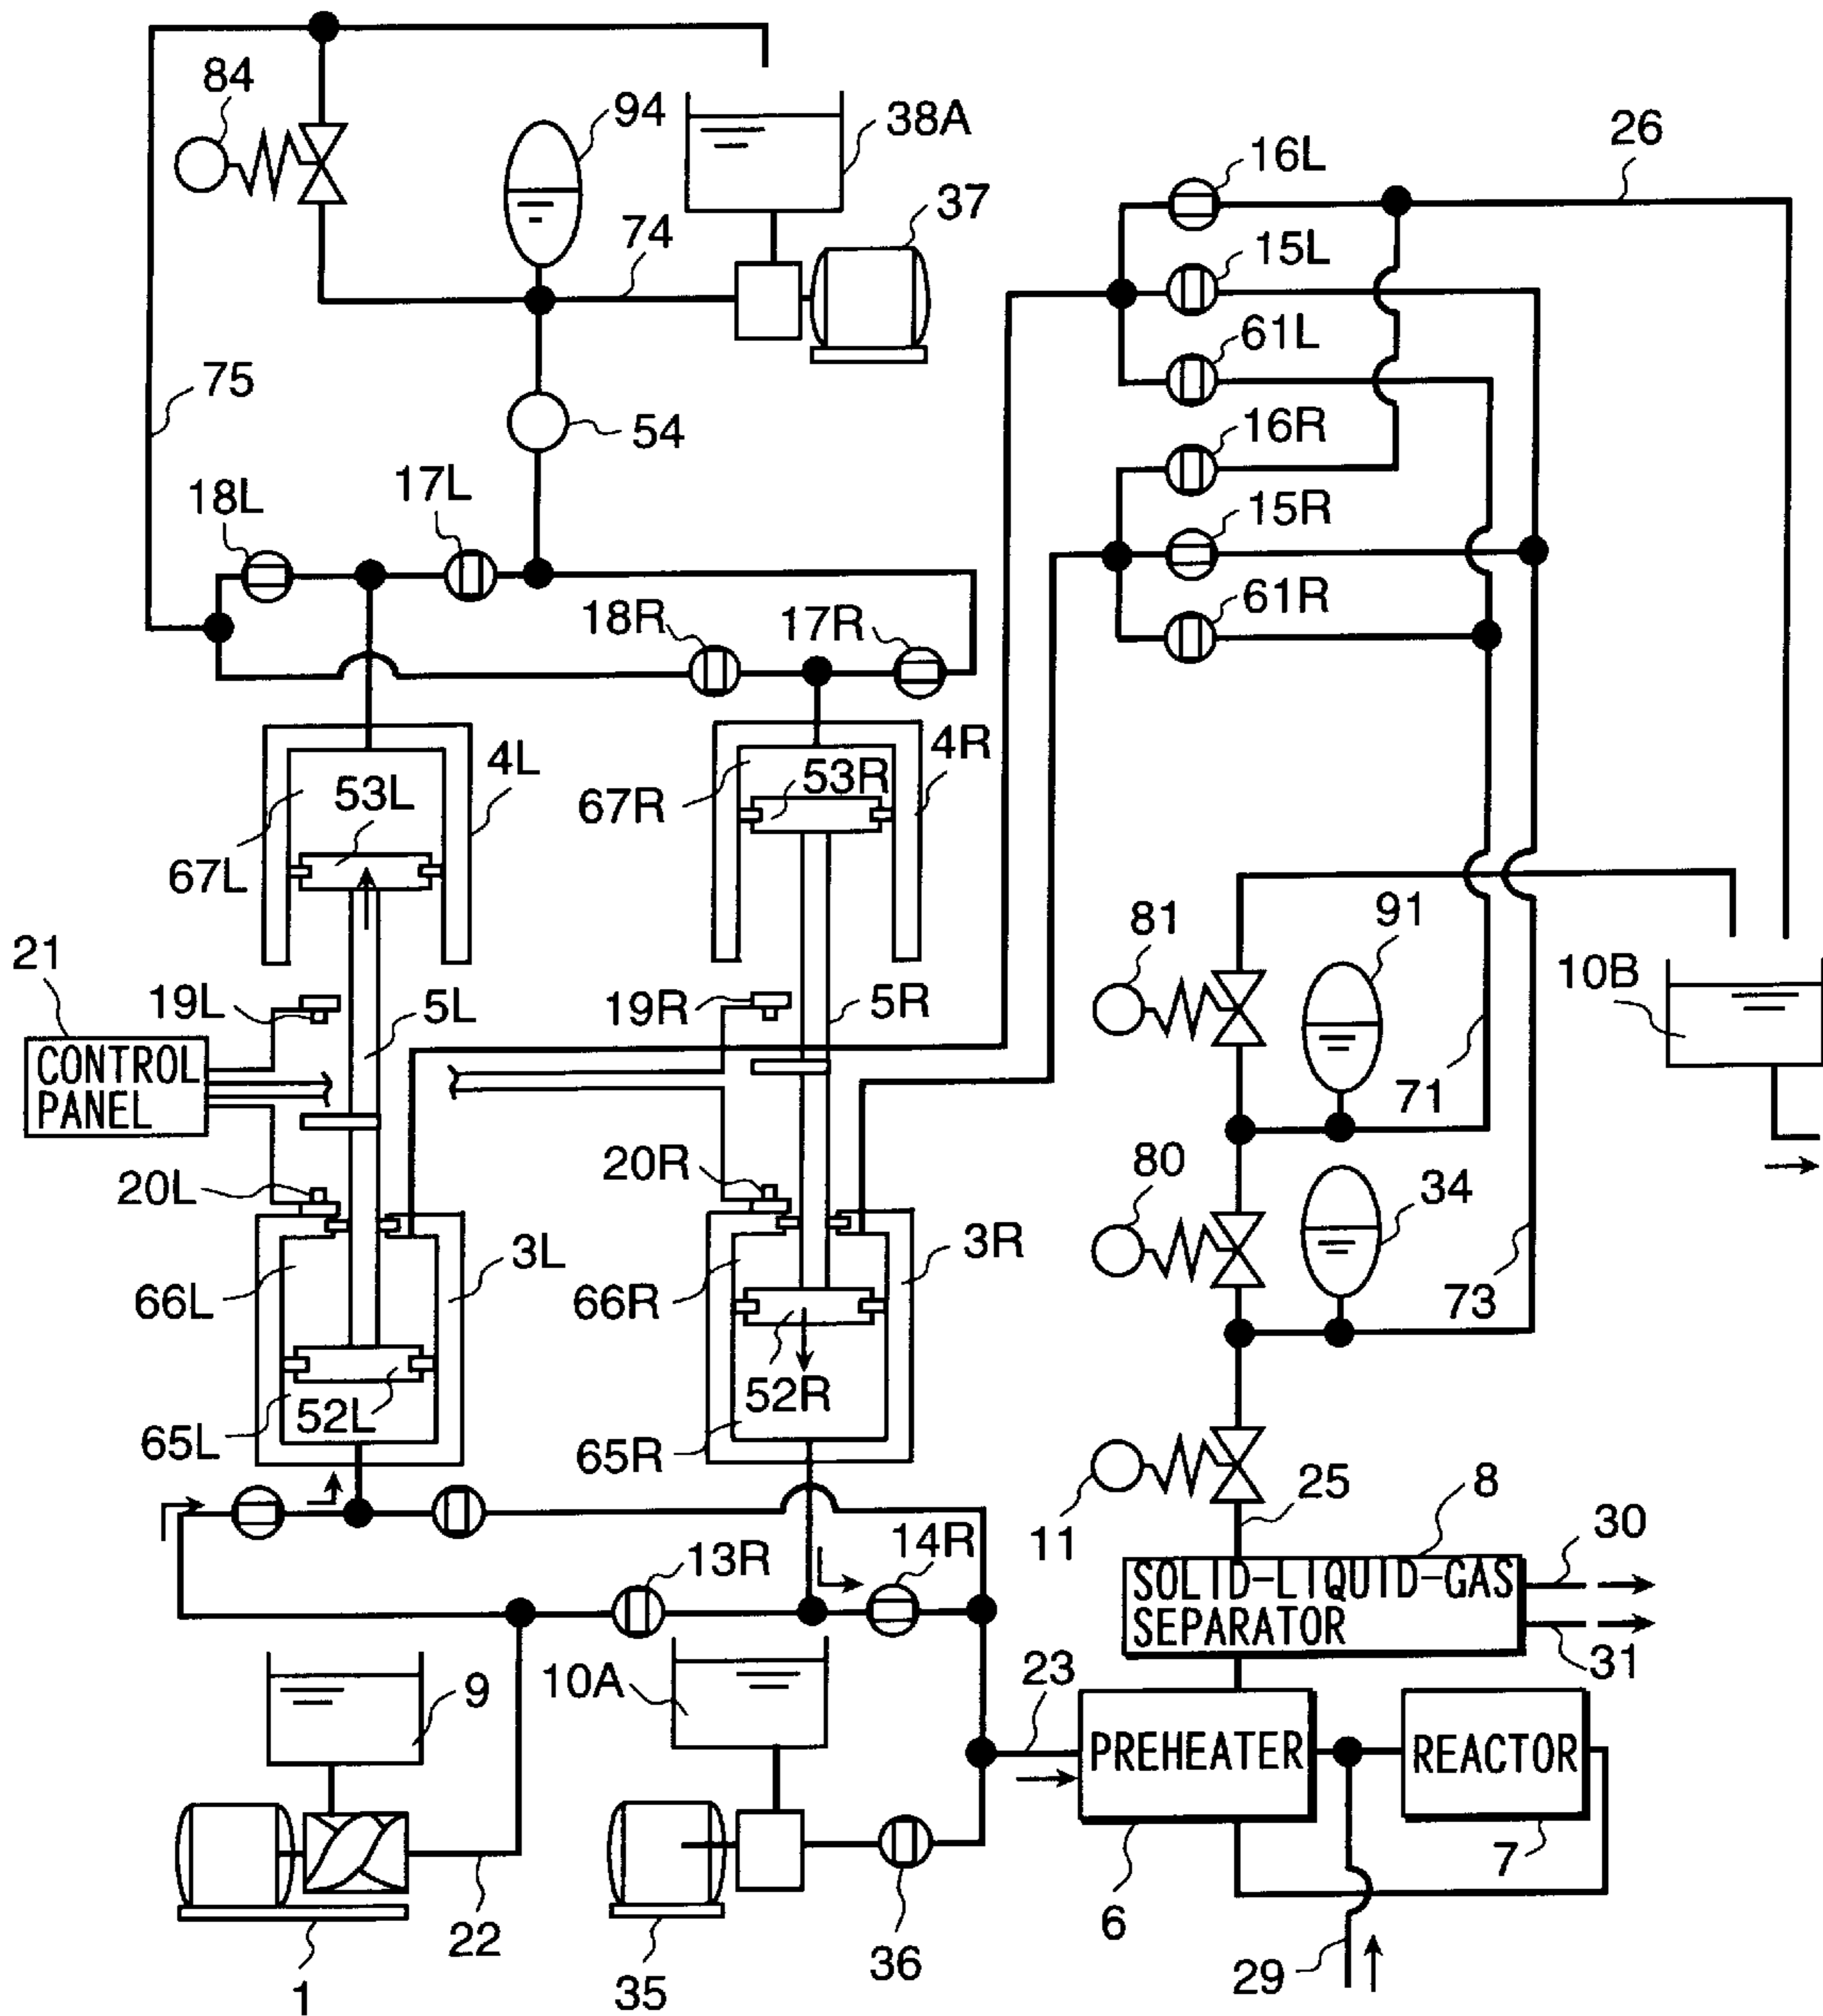 84
94
38A
16L
26
37
74
15L
61L
75
54
16R
18L
17L
15R
18R
17R
61R
4L
4R
53L
53R
67R
67L
81
91
21
10B
19L
5L
19R
5R
CONTROL
PANEL
71
20L
20R
80
34
3L
3R
66L
66R
73
52L
52R
65L
65R
25
8
11
30
13R
14R
SOLID-LIQUID-GAS
SEPARATOR
9
10A
23
31
PREHEATER
REACTOR
7
6
22
36
29
1
35